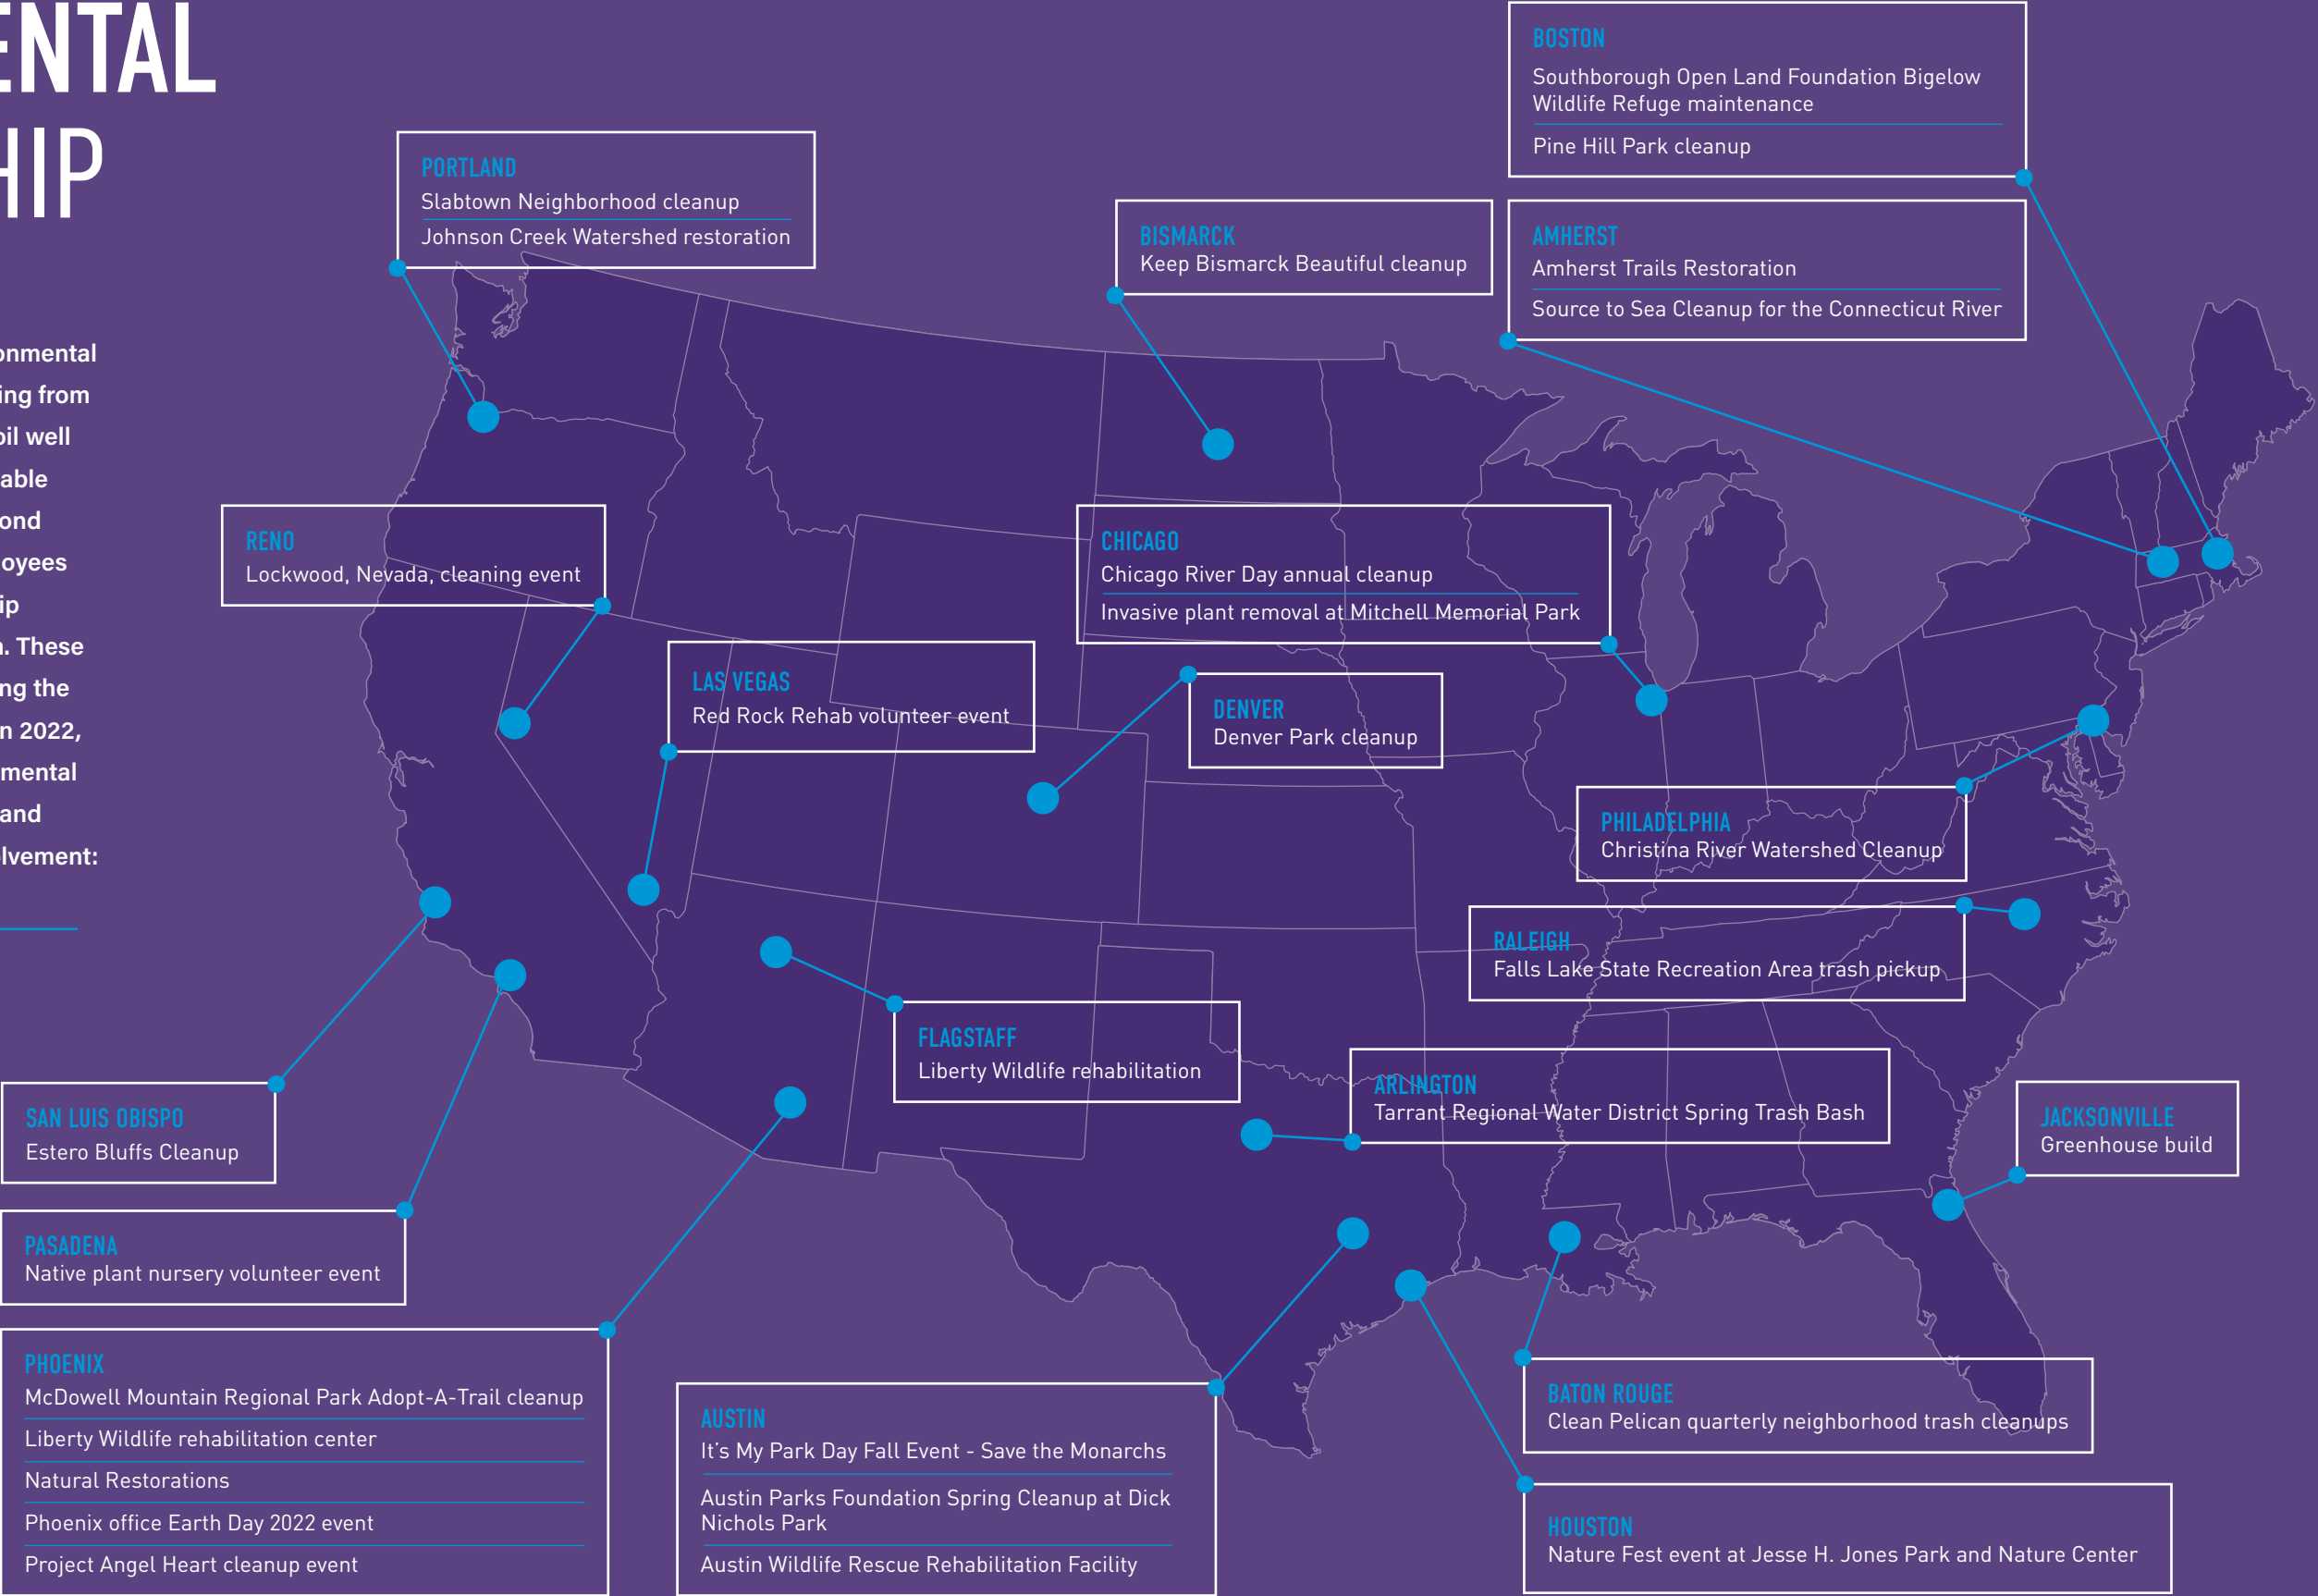 ENTAL
HIP
onmental
ing from
oil well
able
ond
oyees
ip
. These
ng the
n 2022,
mental
and
lvement:
BOSTON
Southborough Open Land Foundation Bigelow
Wildlife Refuge maintenance
Pine Hill Park cleanup
PORTLAND
Slabtown Neighborhood cleanup
Johnson Creek Watershed restoration
BISMARCK
Keep Bismarck Beautiful cleanup
AMHERST
Amherst Trails Restoration
Source to Sea Cleanup for the Connecticut River
RENO
Lockwood, Nevada, cleaning event
CHICAGO
Chicago River Day annual cleanup
Invasive plant removal at Mitchell Memorial Park
LAS VEGAS
Red Rock Rehab volunteer event
DENVER
Denver Park cleanup
PHILADELPHIA
Christina River Watershed Cleanup
RALEIGH
Falls Lake State Recreation Area trash pickup
FLAGSTAFF
Liberty Wildlife rehabilitation
ARLINGTON
Tarrant Regional Water District Spring Trash Bash
SAN LUIS OBISPO
Estero Bluffs Cleanup
JACKSONVILLE
Greenhouse build
PASADENA
Native plant nursery volunteer event
PHOENIX
McDowell Mountain Regional Park Adopt-A-Trail cleanup
Liberty Wildlife rehabilitation center
Natural Restorations
Phoenix office Earth Day 2022 event
Project Angel Heart cleanup event
AUSTIN
It's My Park Day Fall Event - Save the Monarchs
Austin Parks Foundation Spring Cleanup at Dick
Nichols Park
Austin Wildlife Rescue Rehabilitation Facility
BATON ROUGE
Clean Pelican quarterly neighborhood trash cleanups
HOUSTON
Nature Fest event at Jesse H. Jones Park and Nature Center